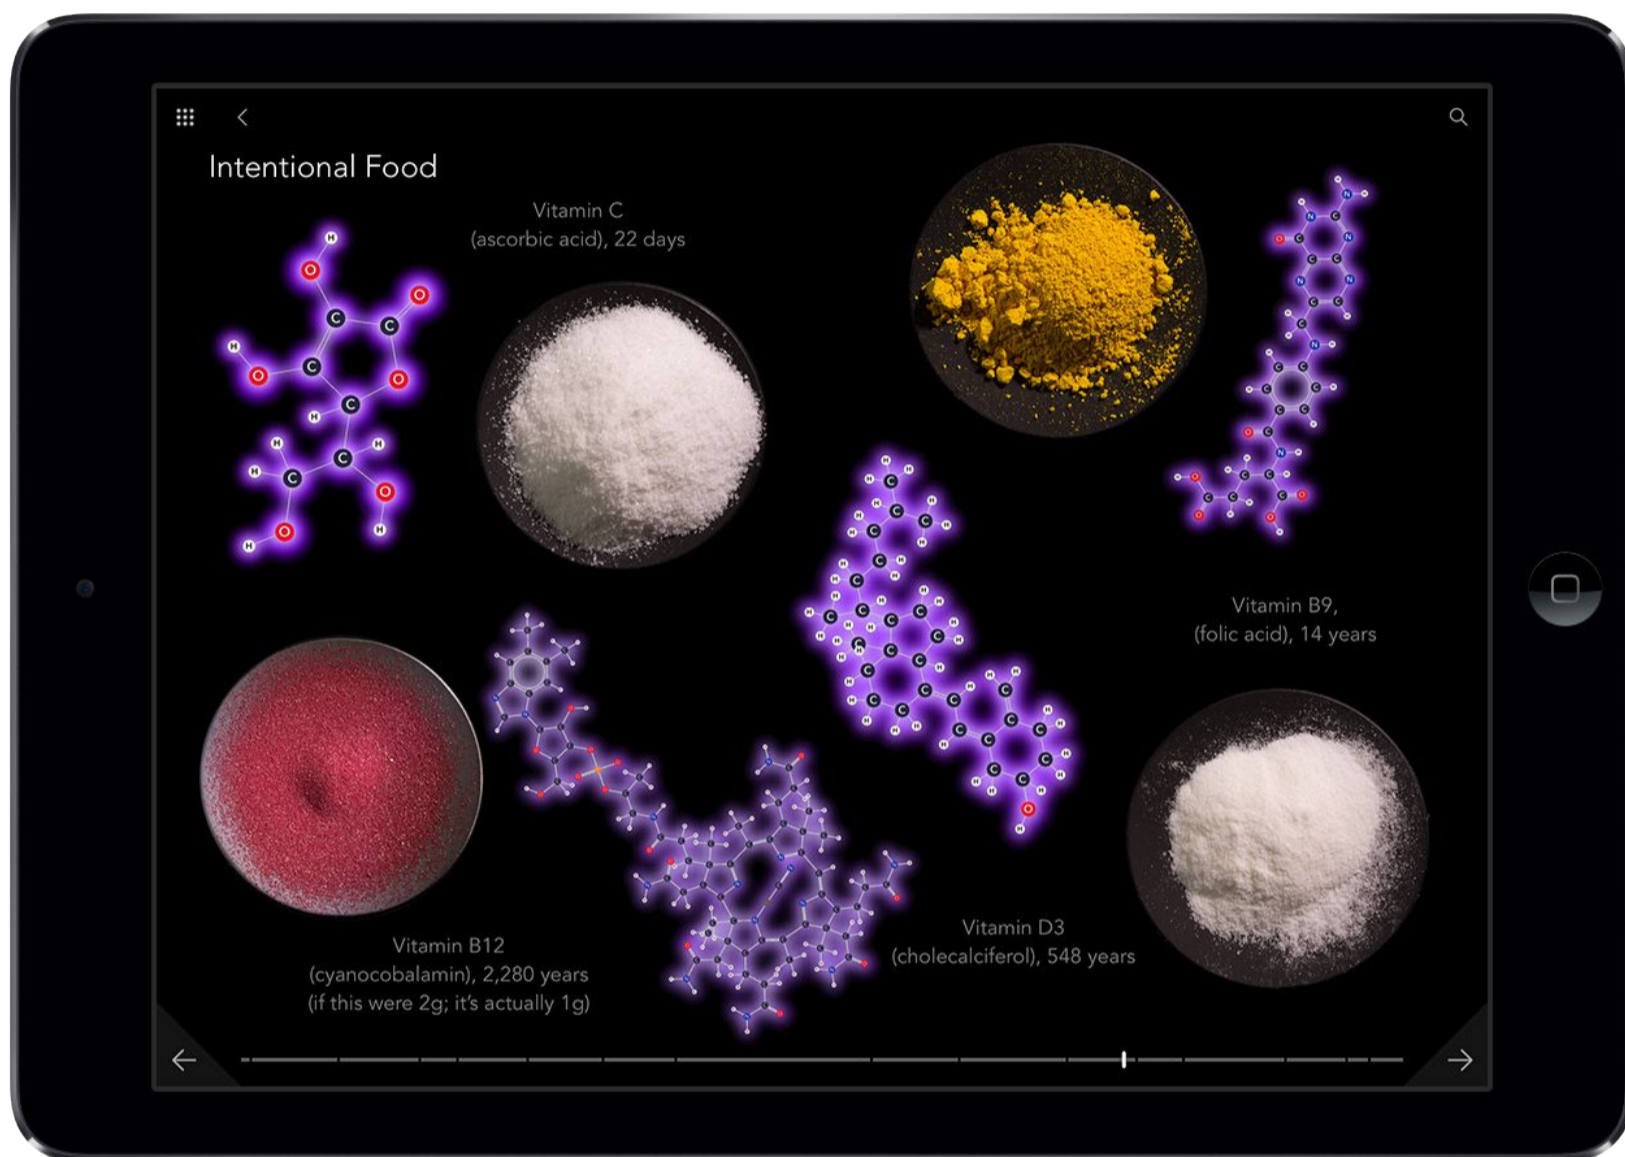 Intentional Food
Vitamin C
(ascorbic acid), 22 days
Vitamin B9,
(folic acid), 14 years
Vitamin B12
(cyanocobalamin), 2,280 years
(if this were 2g; it's actually 1g)
Vitamin D3
(cholecalciferol), 548 years